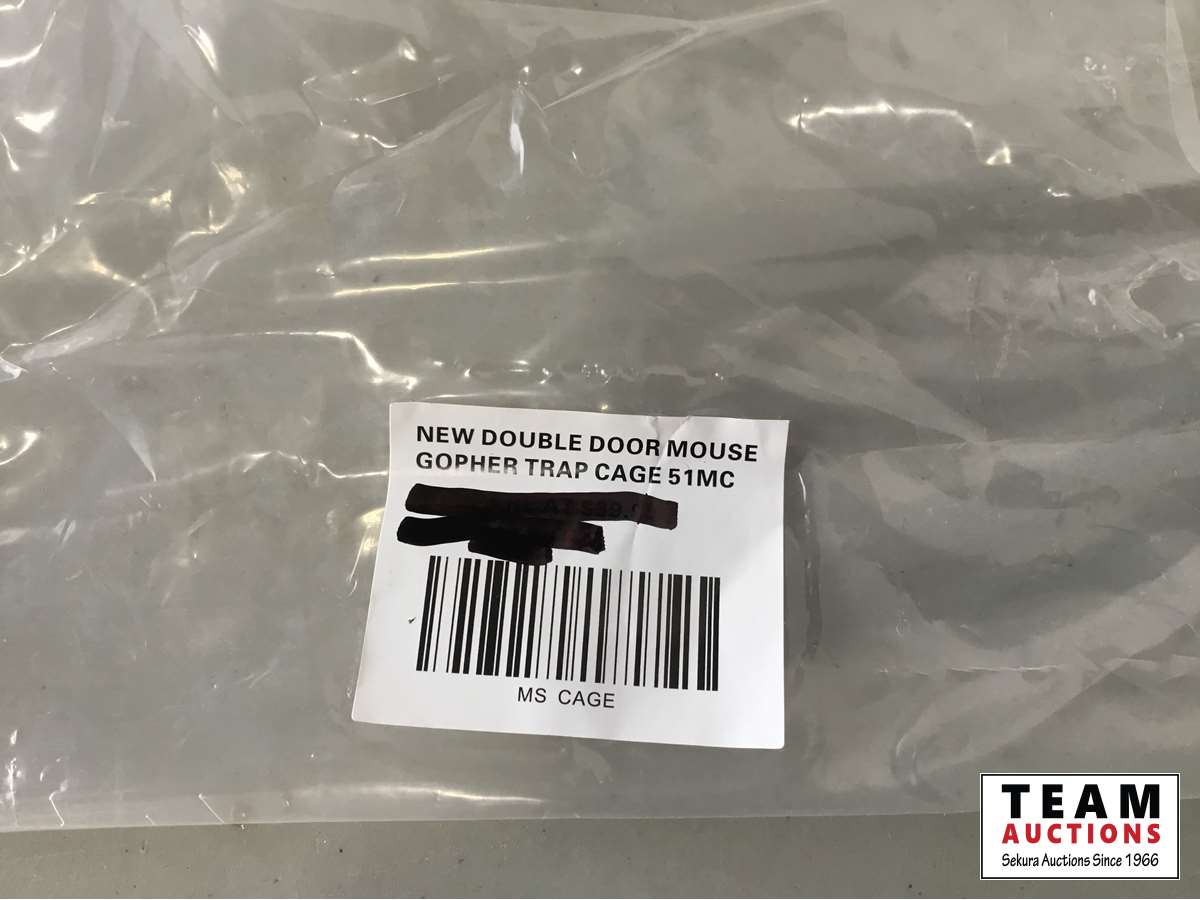 NEW DOUBLE DOOR MOUSE
GOPHER TRAP CAGE 51MC
MS CAGE
TEAM
AUCTIONS
Sekura Auctions Since 1966